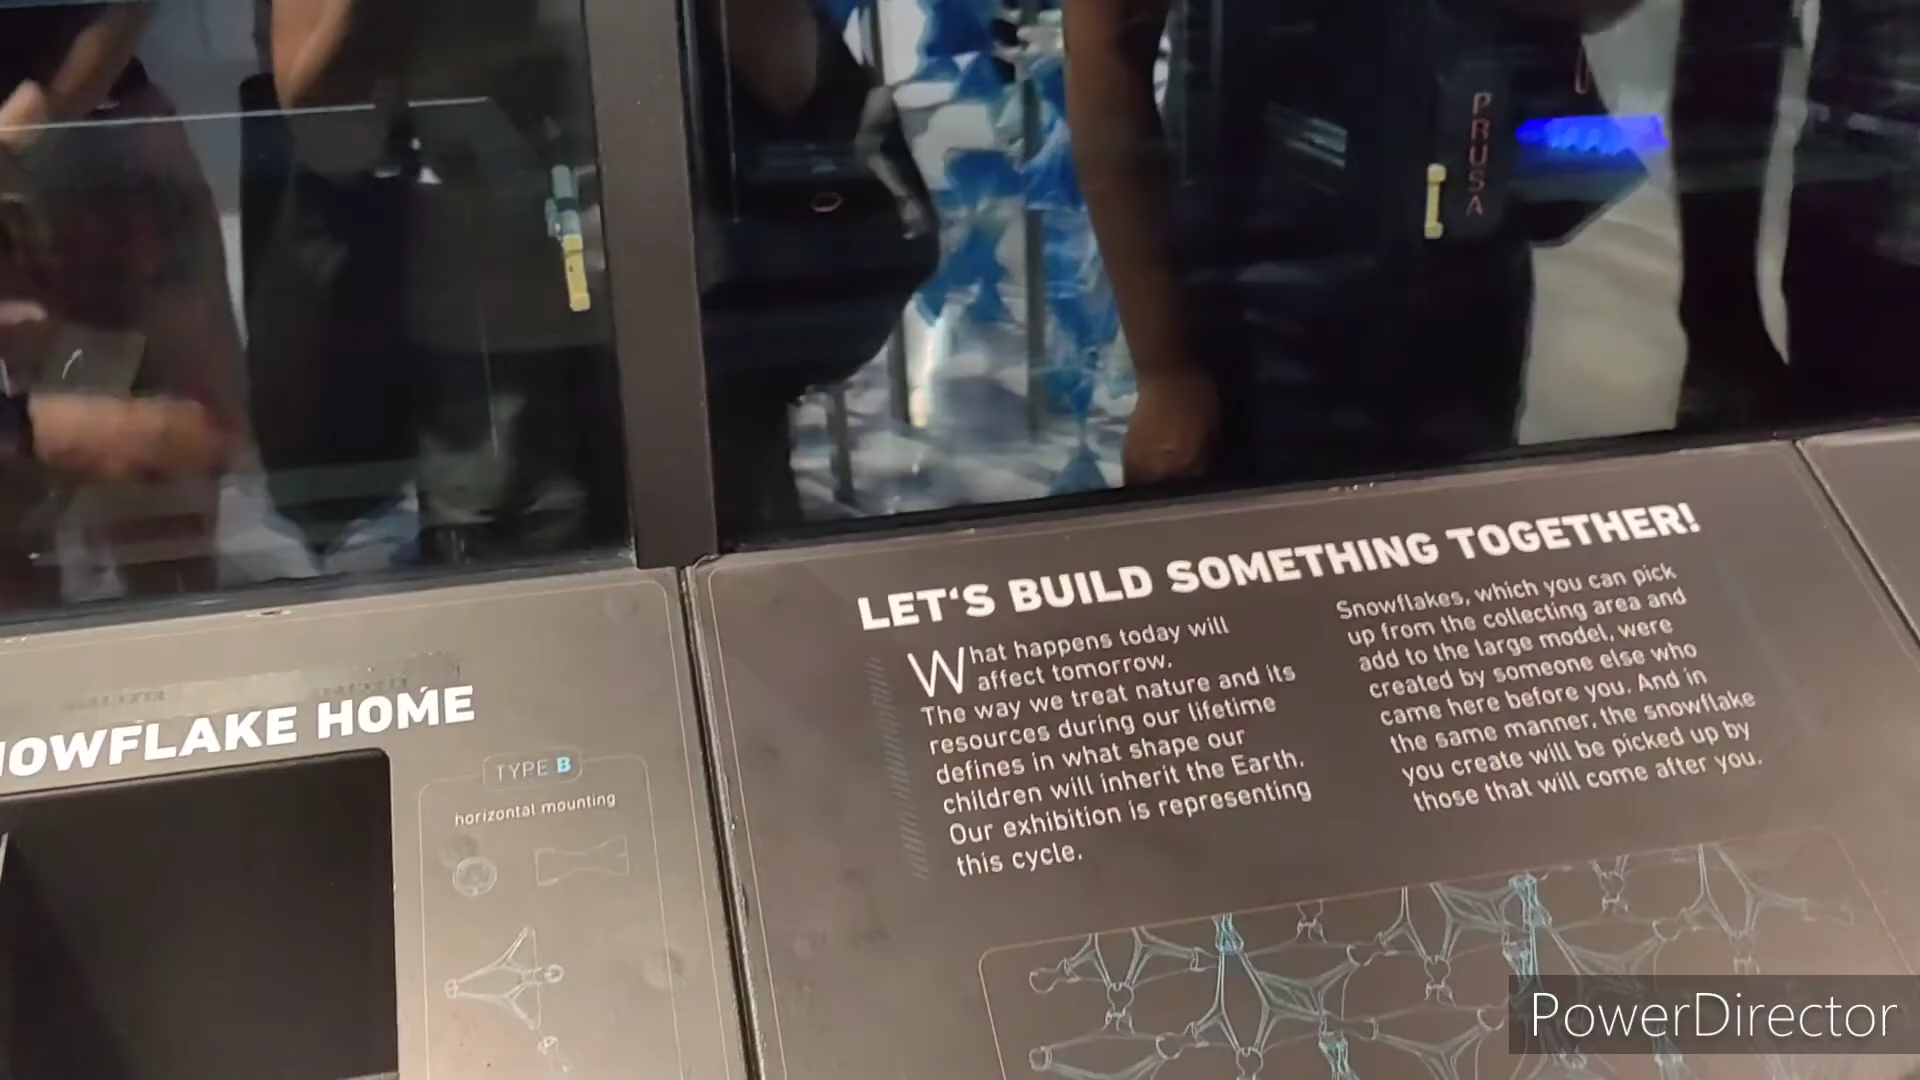 PRUSA
LET'S BUILD SOMETHING TOGETHER!
What happens today will
affect tomorrow.
The way we treat nature and its
resources during our lifetime
defines in what shape our
children will inherit the Earth.
Our exhibition is representing
this cycle.
Snowflakes, which you can pick
up from the collecting area and
add to the large model, were
created by someone else who
came here before you. And in
the same manner, the snowflake
you create will be picked up by
those that will come after you.
OWFLAKE HOME
TYPE B
horizontal mounting
PowerDirector